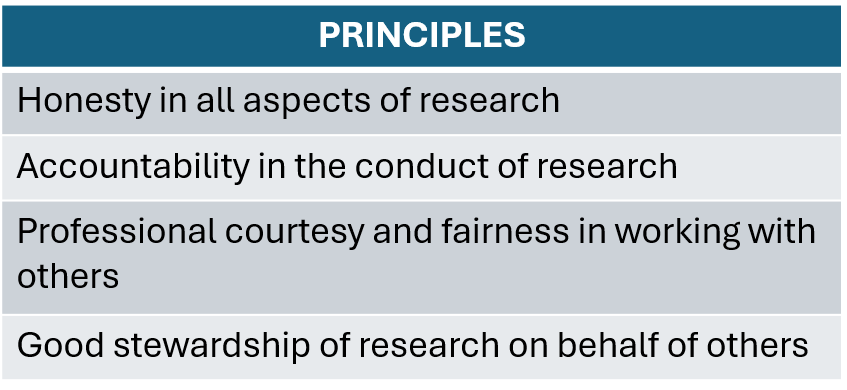 PRINCIPLES
Honesty in all aspects of research
Accountability in the conduct of research
Professional courtesy and fairness in working with
others
Good stewardship of research on behalf of others